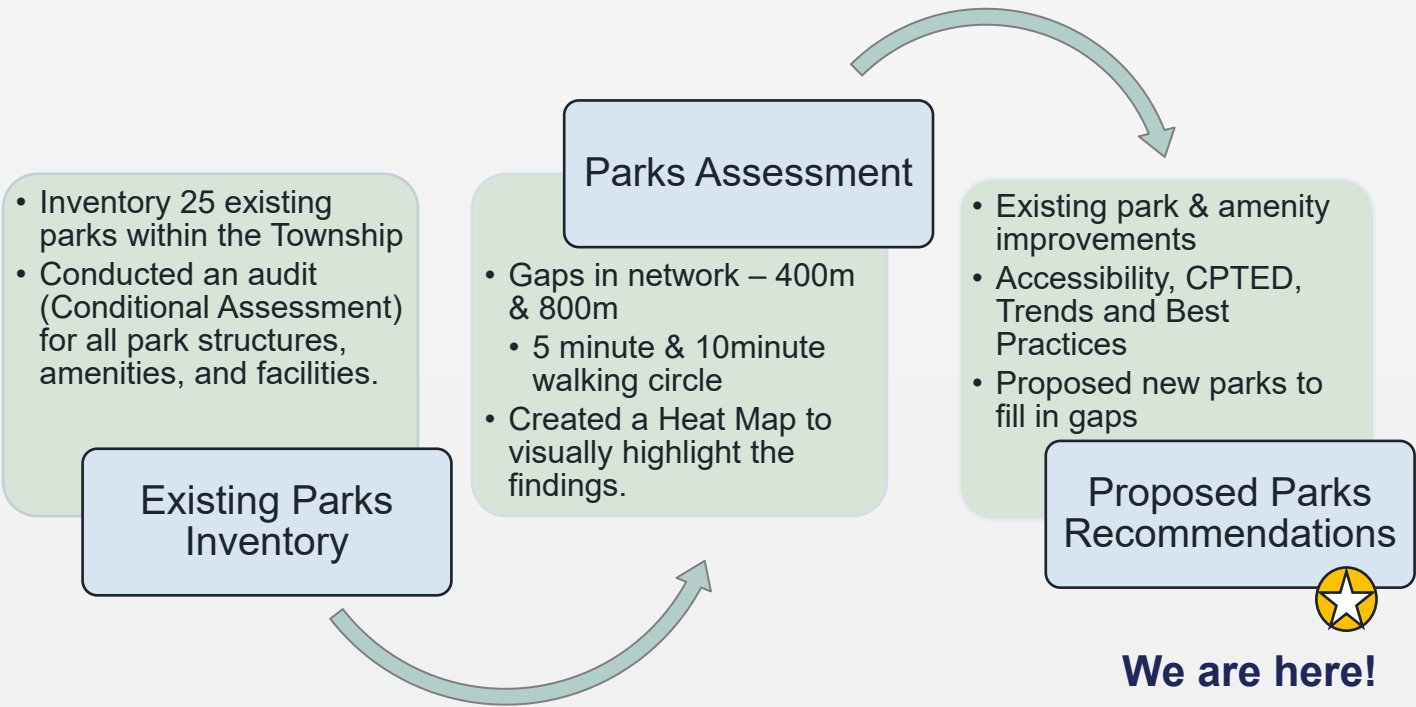 • Inventory 25 existing
parks within the Township
• Conducted an audit
(Conditional Assessment)
for all park structures,
amenities, and facilities.
Existing Parks
Inventory
Parks Assessment
• Gaps in network – 400m
& 800m
• 5 minute & 10minute
walking circle
• Created a Heat Map to
visually highlight the
findings.
• Existing park & amenity
improvements
• Accessibility, CPTED,
Trends and Best
Practices
• Proposed new parks to
fill in gaps
Proposed Parks
Recommendations
We are here!